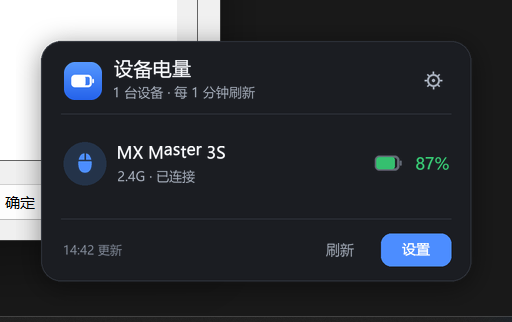 设备电量
1 台设备 · 每 1 分钟刷新
MX Master 3S
2.4G · 已连接
87%
确定
14:42 更新
刷新
设置